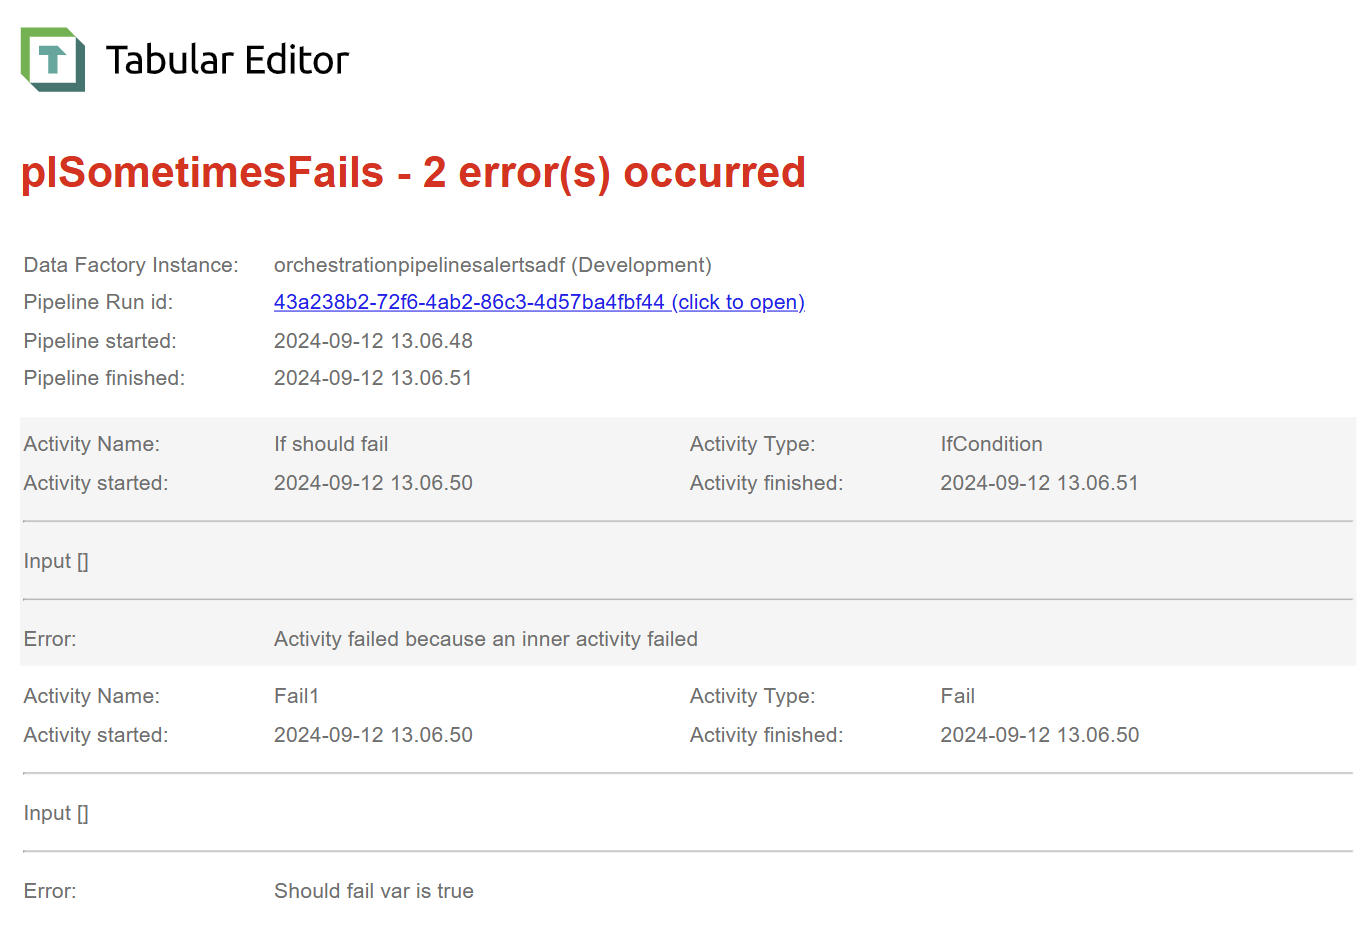 Tabular Editor
plSometimesFails - 2 error(s) occurred
Data Factory Instance: orchestrationpipelinesalertsadf (Development)
Pipeline Run id: 43a238b2-72f6-4ab2-86c3-4d57ba4fbf44 (click to open)
Pipeline started: 2024-09-12 13.06.48
Pipeline finished: 2024-09-12 13.06.51
Activity Name: If should fail Activity Type: IfCondition
Activity started: 2024-09-12 13.06.50 Activity finished: 2024-09-12 13.06.51
Input []
Error: Activity failed because an inner activity failed
Activity Name: Fail1 Activity Type: Fail
Activity started: 2024-09-12 13.06.50 Activity finished: 2024-09-12 13.06.50
Input []
Error: Should fail var is true